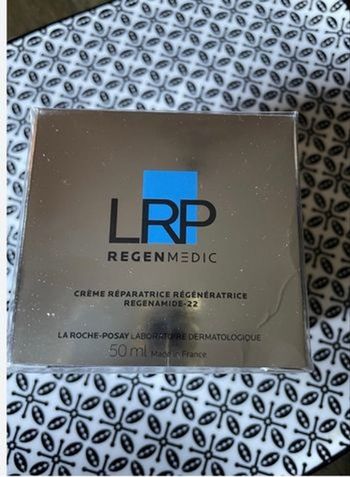 LRP
REGENMEDIC
CRÈME RÉPARATRICE RÉGÉNÉRATRICE
REGENAMIDE-22
LA ROCHE-POSAY LABORATOIRE DERMATOLOGIQUE
50 ml Made in France